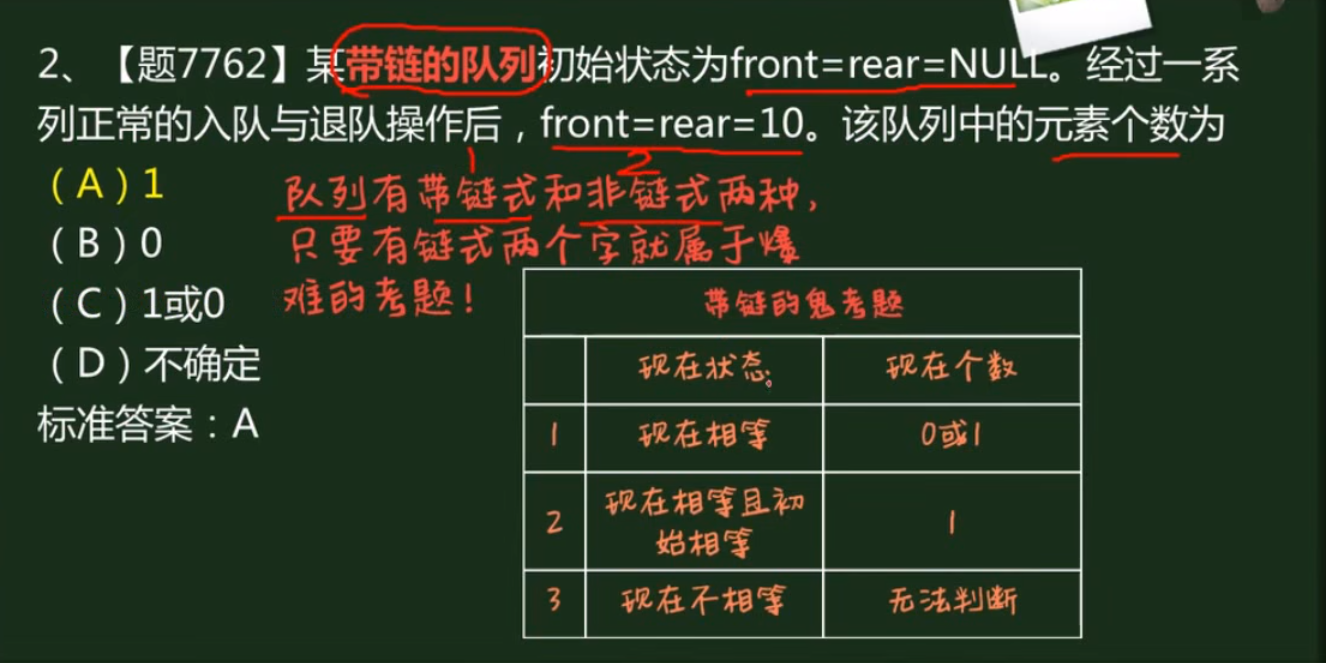 2、【题7762】某带链的队列初始状态为front=rear=NULL。经过一系
列正常的入队与退队操作后，front=rear=10。该队列中的元素个数为
1
2
（A）1
队列有带链式和非链式两种，
（B）0
只要有链式两个字就属于爆
（C）1或0
难的考题！
（D）不确定
标准答案：A
带链的鬼考题
现在状态
现在个数
1
现在相等
0或1
2
现在相等且初
始相等
1
3
现在不相等
无法判断